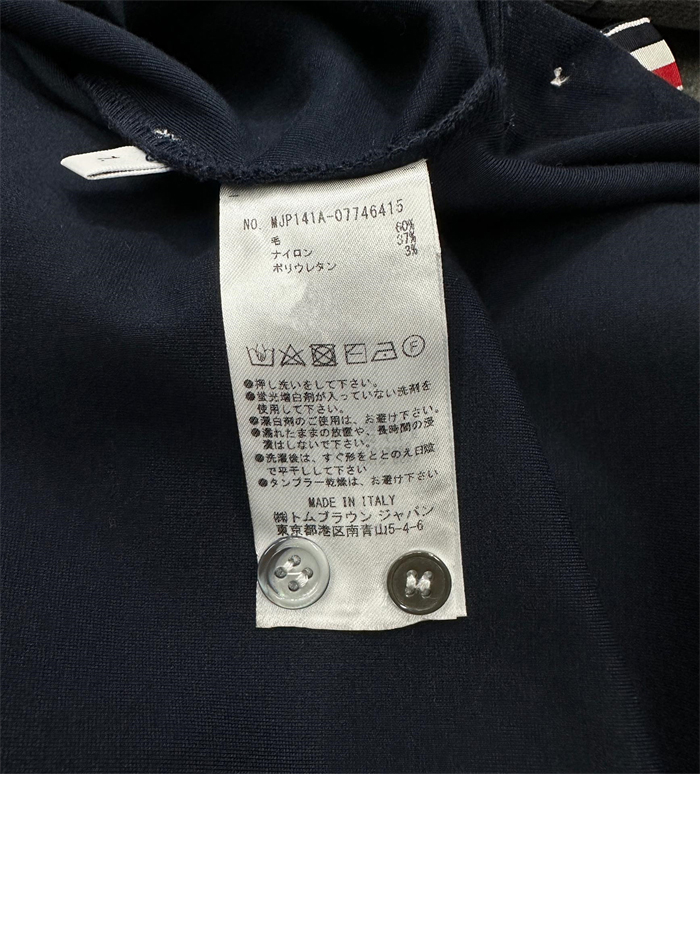 NO. MJP141A-07746415
毛 60%
ナイロン 37%
ポリウレタン 3%
F
●押し洗いをして下さい。
●蛍光増白剤が入っていない洗剤を
使用して下さい。
●漂白剤のご使用は、お避け下さい。
●濡れたままの放置や、長時間の浸
漬はしないで下さい。
●洗濯後は、すぐ形をととのえ日陰
で平干しして下さい
●タンブラー乾燥は、お避け下さい
MADE IN ITALY
㈱トムブラウン ジャパン
東京都港区南青山5-4-6